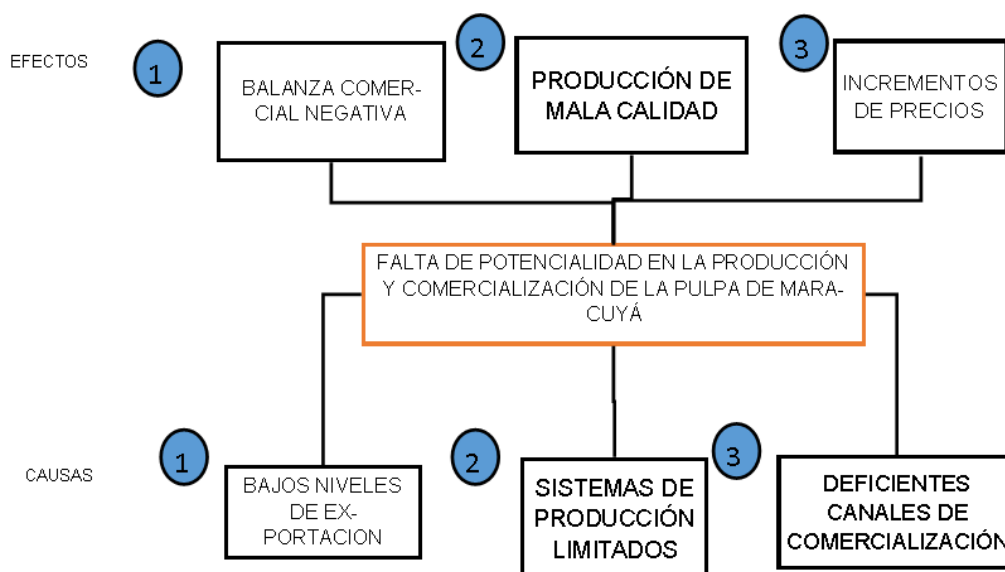 EFECTOS
1
BALANZA COMER-
CIAL NEGATIVA
2
PRODUCCIÓN DE
MALA CALIDAD
3
INCREMENTOS
DE PRECIOS
FALTA DE POTENCIALIDAD EN LA PRODUCCIÓN
Y COMERCIALIZACIÓN DE LA PULPA DE MARA-
CUYÁ
CAUSAS
1
BAJOS NIVELES
DE EX-
PORTACION
2
SISTEMAS DE
PRODUCCIÓN
LIMITADOS
3
DEFICIENTES
CANALES DE
COMERCIALIZACIÓN